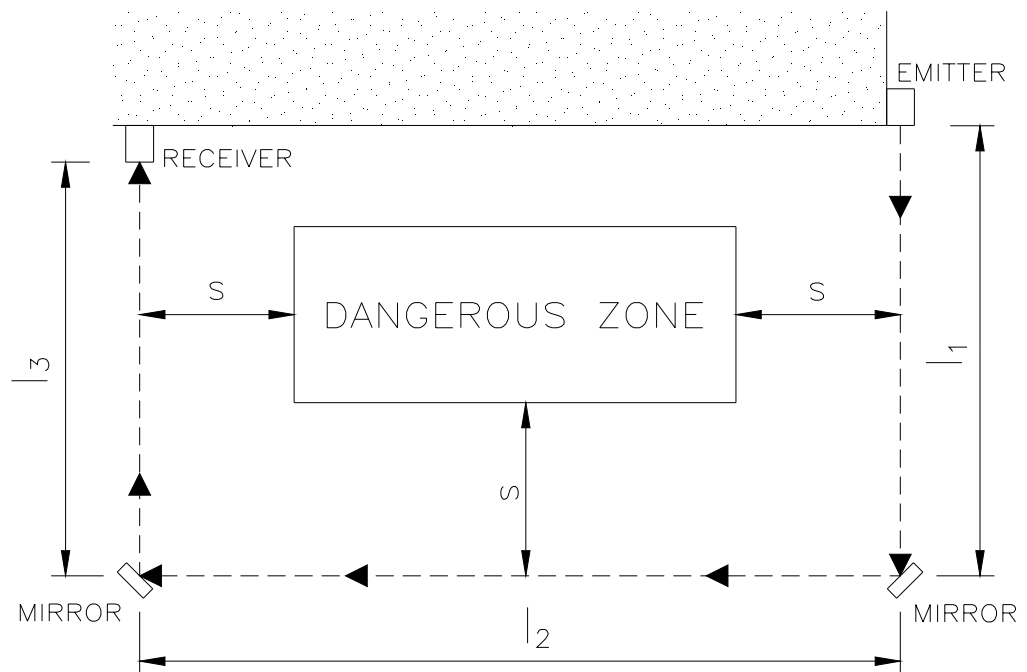 EMITTER
RECEIVER
S
DANGEROUS ZONE
S
l3
l1
S
MIRROR
MIRROR
l2